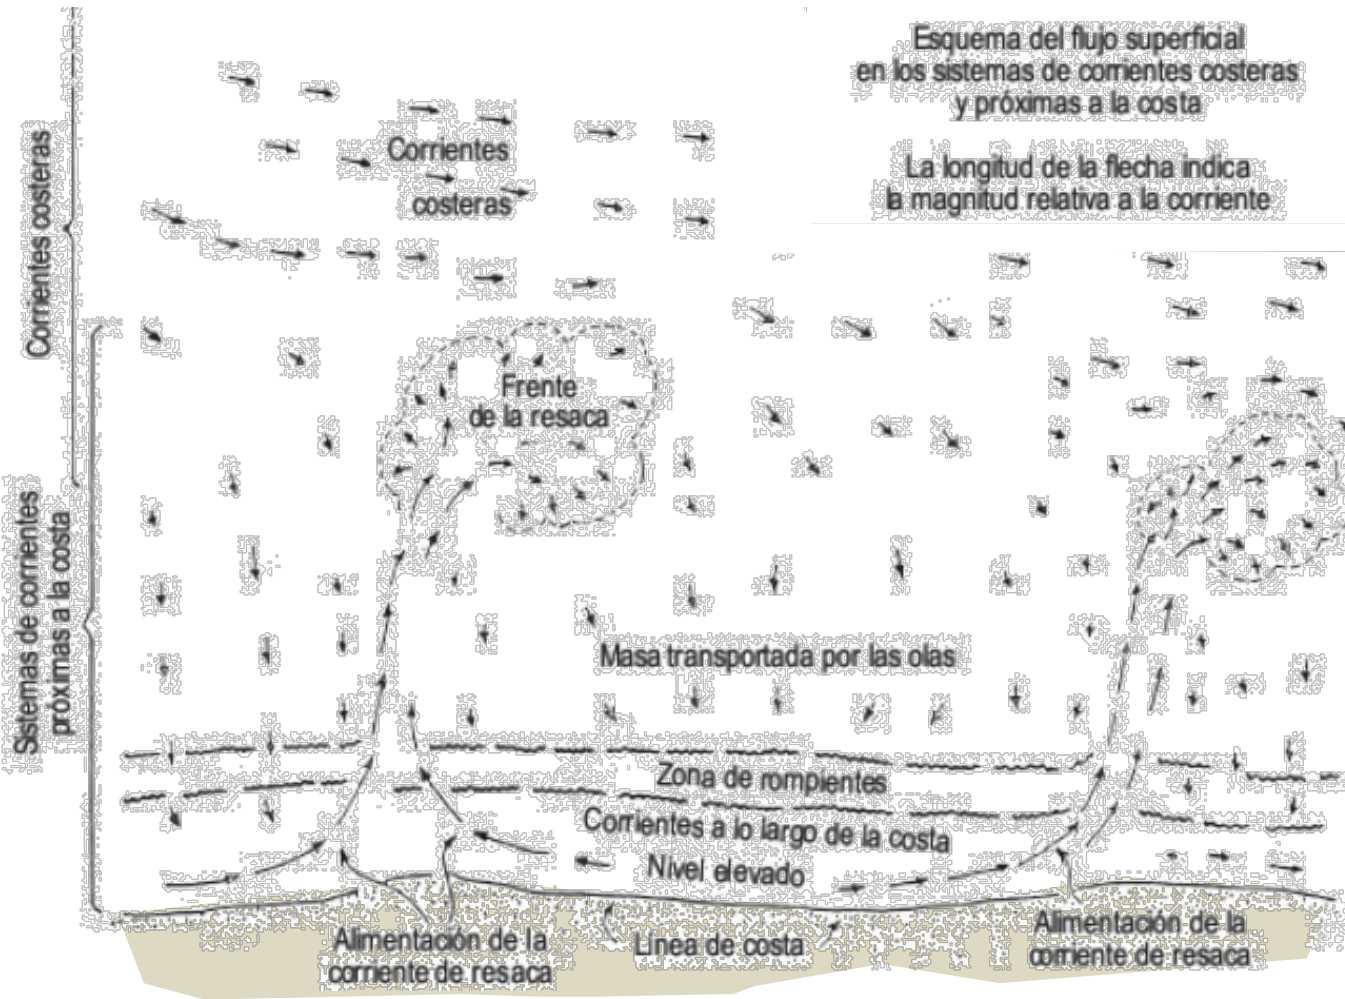 Esquema del flujo superficial
en los sistemas de corrientes costeras
y próximas a la costa
La longitud de la flecha indica
la magnitud relativa a la corriente
Corrientes costeras
Corrientes
costeras
Frente
de la resaca
Sistemas de corrientes
próximas a la costa
Masa transportada por las olas
Zona de rompientes
Corrientes a lo largo de la costa
Nivel elevado
Alimentación de la
corriente de resaca
Linea de costa
Alimentación de la
corriente de resaca